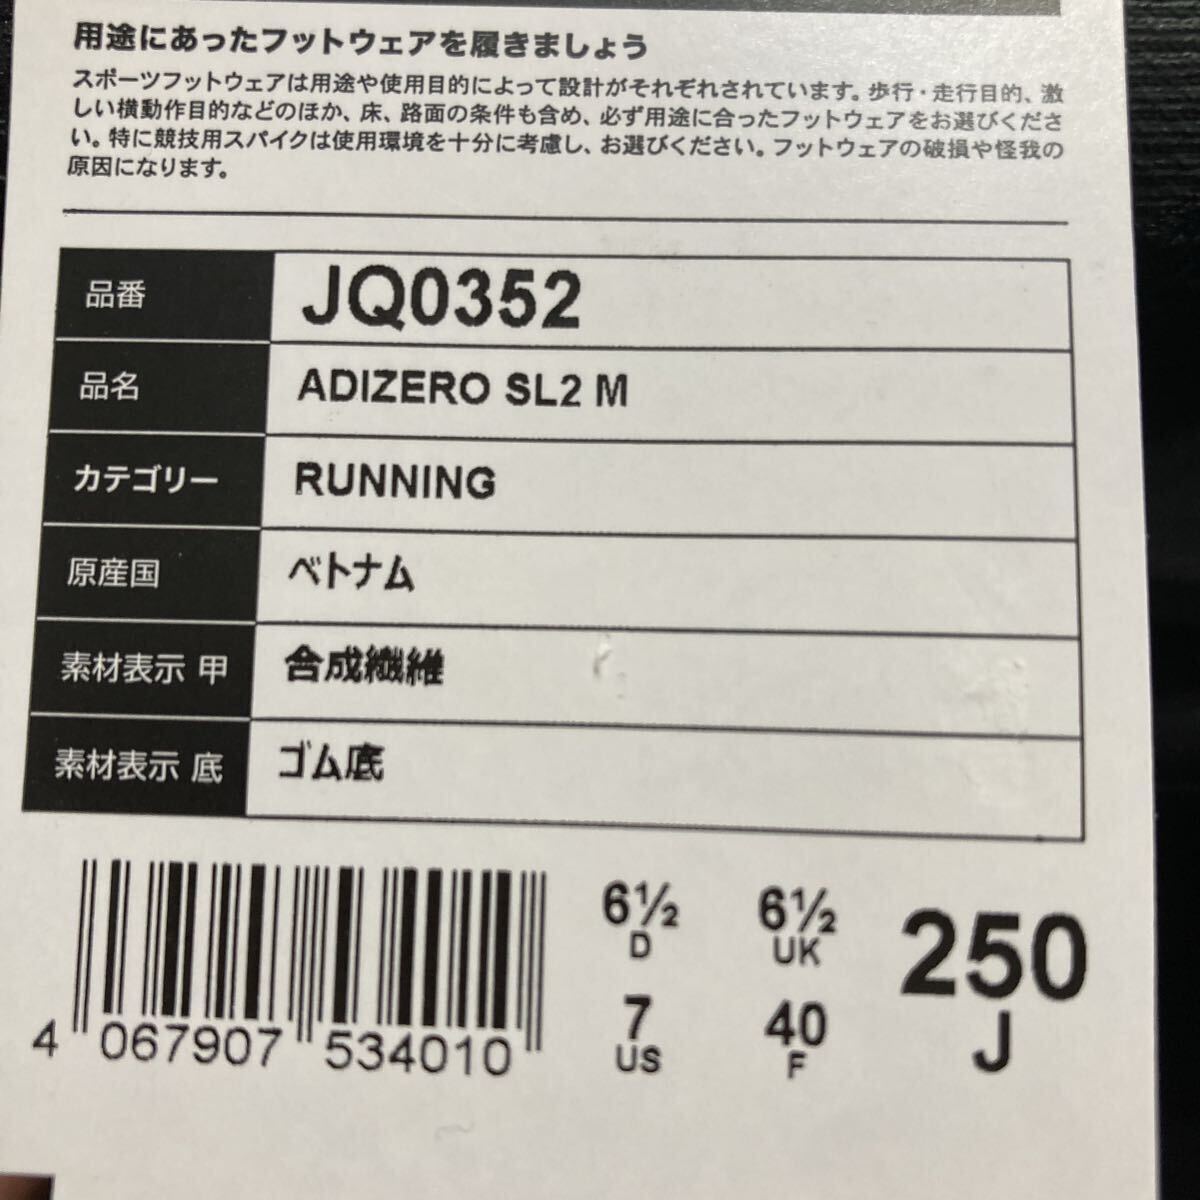 用途にあったフットウェアを履きましょう
スポーツフットウェアは用途や使用目的によって設計がそれぞれされています。歩行・走行目的、激
しい横動作目的などのほか、床、路面の条件も含め、必ず用途に合ったフットウェアをお選びくださ
い。特に競技用スパイクは使用環境を十分に考慮し、お選びください。フットウェアの破損や怪我の
原因になります。
品番 JQ0352
品名 ADIZERO SL2 M
カテゴリー RUNNING
原産国 ベトナム
素材表示 甲 合成繊維
素材表示 底 ゴム底
6½ 6½ 250
D UK
7 40 J
US F
4 067907 534010